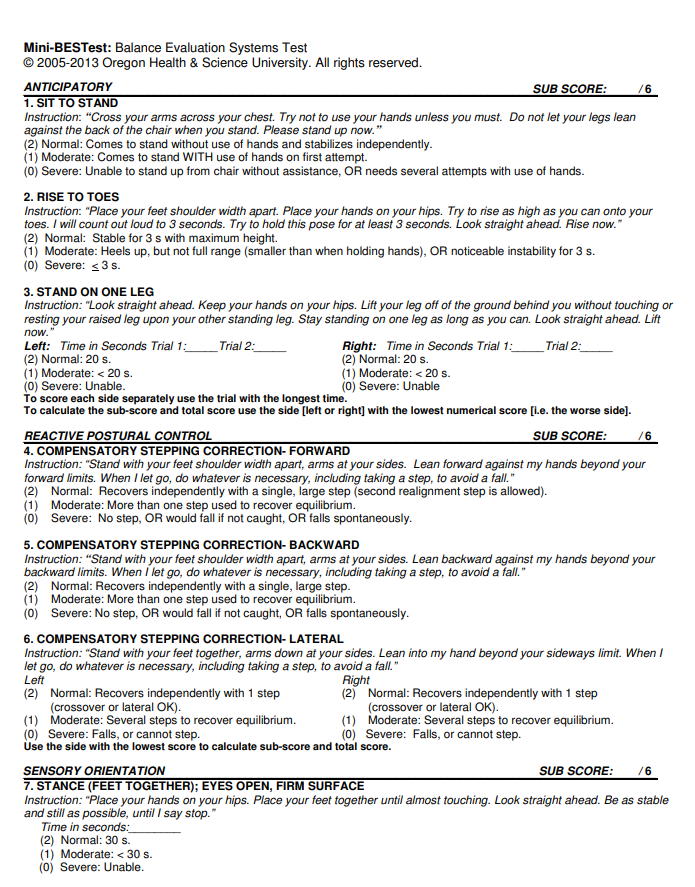 Mini-BESTest: Balance Evaluation Systems Test
© 2005-2013 Oregon Health & Science University. All rights reserved.
ANTICIPATORY SUB SCORE: / 6
1. SIT TO STAND
Instruction: “Cross your arms across your chest. Try not to use your hands unless you must. Do not let your legs lean
against the back of the chair when you stand. Please stand up now.”
(2) Normal: Comes to stand without use of hands and stabilizes independently.
(1) Moderate: Comes to stand WITH use of hands on first attempt.
(0) Severe: Unable to stand up from chair without assistance, OR needs several attempts with use of hands.
2. RISE TO TOES
Instruction: “Place your feet shoulder width apart. Place your hands on your hips. Try to rise as high as you can onto your
toes. I will count out loud to 3 seconds. Try to hold this pose for at least 3 seconds. Look straight ahead. Rise now.”
(2) Normal: Stable for 3 s with maximum height.
(1) Moderate: Heels up, but not full range (smaller than when holding hands), OR noticeable instability for 3 s.
(0) Severe: ≤ 3 s.
3. STAND ON ONE LEG
Instruction: “Look straight ahead. Keep your hands on your hips. Lift your leg off of the ground behind you without touching or
resting your raised leg upon your other standing leg. Stay standing on one leg as long as you can. Look straight ahead. Lift
now.”
Left: Time in Seconds Trial 1:_____Trial 2:_____ Right: Time in Seconds Trial 1:_____Trial 2:_____
(2) Normal: 20 s. (2) Normal: 20 s.
(1) Moderate: < 20 s. (1) Moderate: < 20 s.
(0) Severe: Unable. (0) Severe: Unable
To score each side separately use the trial with the longest time.
To calculate the sub-score and total score use the side [left or right] with the lowest numerical score [i.e. the worse side].
REACTIVE POSTURAL CONTROL SUB SCORE: / 6
4. COMPENSATORY STEPPING CORRECTION- FORWARD
Instruction: “Stand with your feet shoulder width apart, arms at your sides. Lean forward against my hands beyond your
forward limits. When I let go, do whatever is necessary, including taking a step, to avoid a fall.”
(2) Normal: Recovers independently with a single, large step (second realignment step is allowed).
(1) Moderate: More than one step used to recover equilibrium.
(0) Severe: No step, OR would fall if not caught, OR falls spontaneously.
5. COMPENSATORY STEPPING CORRECTION- BACKWARD
Instruction: “Stand with your feet shoulder width apart, arms at your sides. Lean backward against my hands beyond your
backward limits. When I let go, do whatever is necessary, including taking a step, to avoid a fall.”
(2) Normal: Recovers independently with a single, large step.
(1) Moderate: More than one step used to recover equilibrium.
(0) Severe: No step, OR would fall if not caught, OR falls spontaneously.
6. COMPENSATORY STEPPING CORRECTION- LATERAL
Instruction: “Stand with your feet together, arms down at your sides. Lean into my hand beyond your sideways limit. When I
let go, do whatever is necessary, including taking a step, to avoid a fall.”
Left Right
(2) Normal: Recovers independently with 1 step (2) Normal: Recovers independently with 1 step
(crossover or lateral OK). (crossover or lateral OK).
(1) Moderate: Several steps to recover equilibrium. (1) Moderate: Several steps to recover equilibrium.
(0) Severe: Falls, or cannot step. (0) Severe: Falls, or cannot step.
Use the side with the lowest score to calculate sub-score and total score.
SENSORY ORIENTATION SUB SCORE: / 6
7. STANCE (FEET TOGETHER); EYES OPEN, FIRM SURFACE
Instruction: “Place your hands on your hips. Place your feet together until almost touching. Look straight ahead. Be as stable
and still as possible, until I say stop.”
Time in seconds:________
(2) Normal: 30 s.
(1) Moderate: < 30 s.
(0) Severe: Unable.